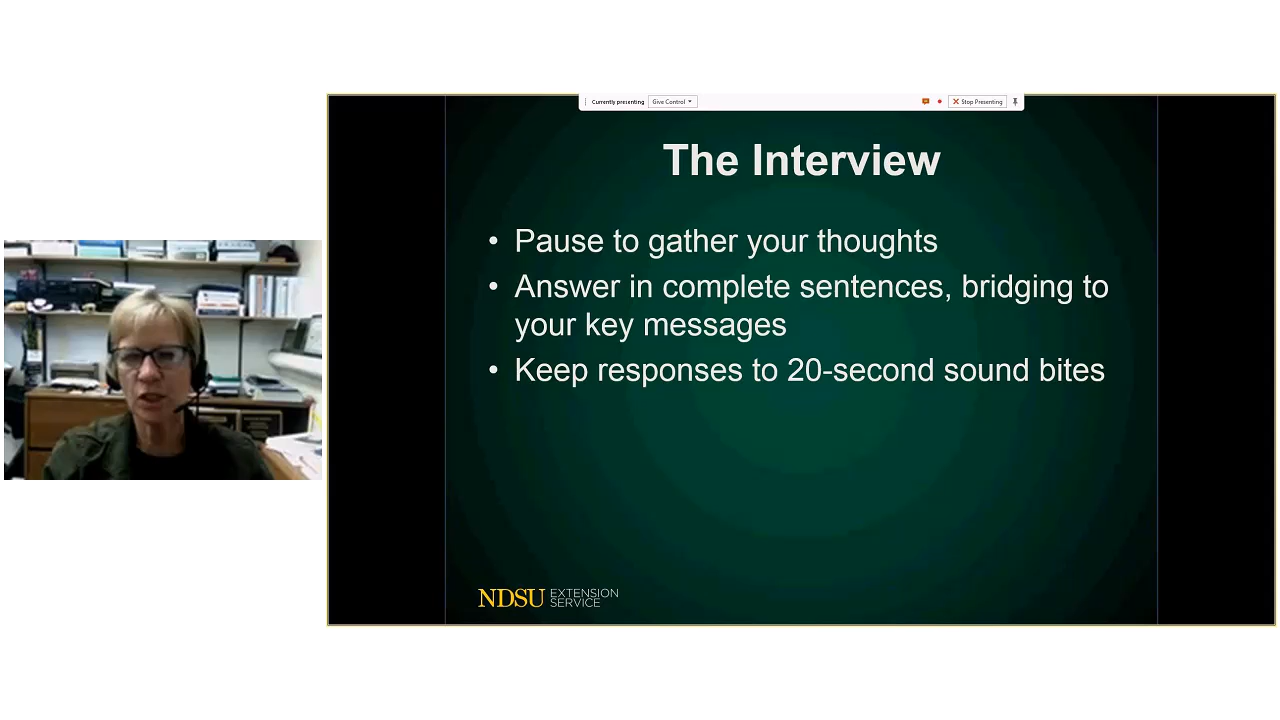 Currently presenting Give Control Stop Presenting
The Interview
• Pause to gather your thoughts
• Answer in complete sentences, bridging to
your key messages
• Keep responses to 20-second sound bites
NDSU EXTENSION
SERVICE